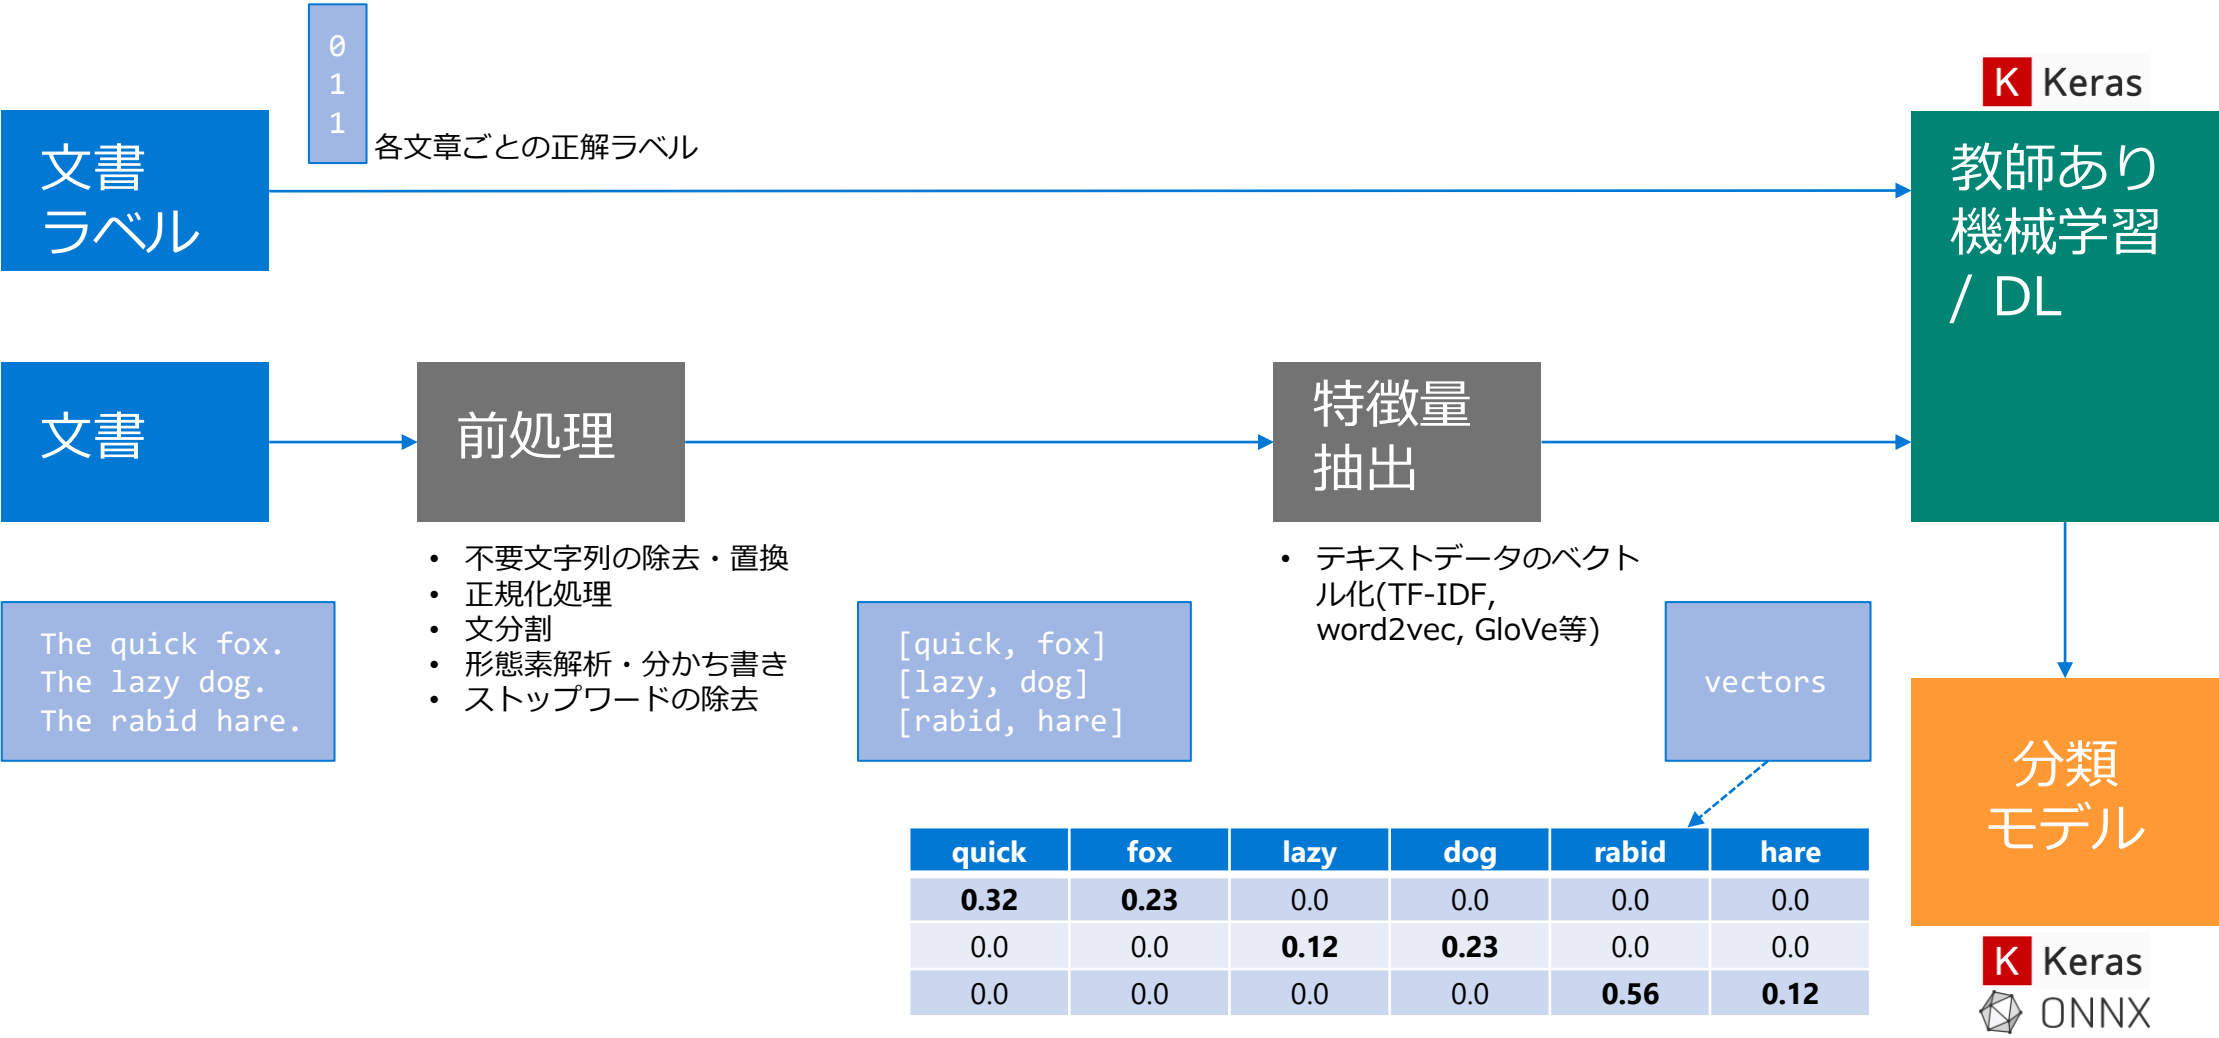 0
1
1
各文章ごとの正解ラベル
文書
ラベル
K Keras
教師あり
機械学習
/ DL
文書
前処理
特徴量
抽出
The quick fox.
The lazy dog.
The rabid hare.
• 不要文字列の除去・置換
• 正規化処理
• 文分割
• 形態素解析・分かち書き
• ストップワードの除去
[quick, fox]
[lazy, dog]
[rabid, hare]
• テキストデータのベクト
ル化(TF-IDF,
word2vec, GloVe等)
vectors
分類
モデル
quick fox lazy dog rabid hare
0.32 0.23 0.0 0.0 0.0 0.0
0.0 0.0 0.12 0.23 0.0 0.0
0.0 0.0 0.0 0.0 0.56 0.12
K Keras
ONNX